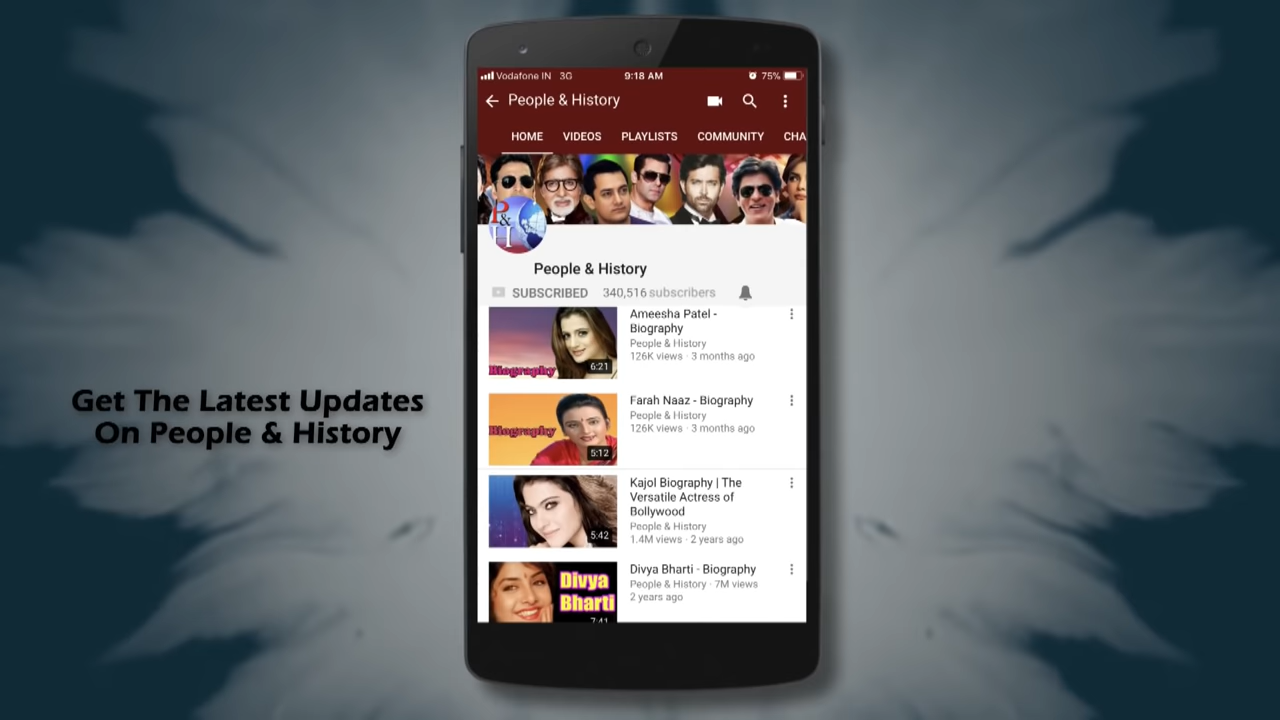 Vodafone IN 3G 9:18 AM 75%
People & History
HOME VIDEOS PLAYLISTS COMMUNITY CHA
P&H
People & History
SUBSCRIBED 340,516 subscribers
Ameesha Patel -
Biography
People & History
126K views · 3 months ago
Biography
6:21
Farah Naaz - Biography
People & History
126K views · 3 months ago
Biography
5:12
Kajol Biography | The
Versatile Actress of
Bollywood
People & History
1.4M views · 2 years ago
5:42
Divya Bharti - Biography
People & History · 7M views
2 years ago
Divya
Bharti
7:41
Get The Latest Updates
On People & History